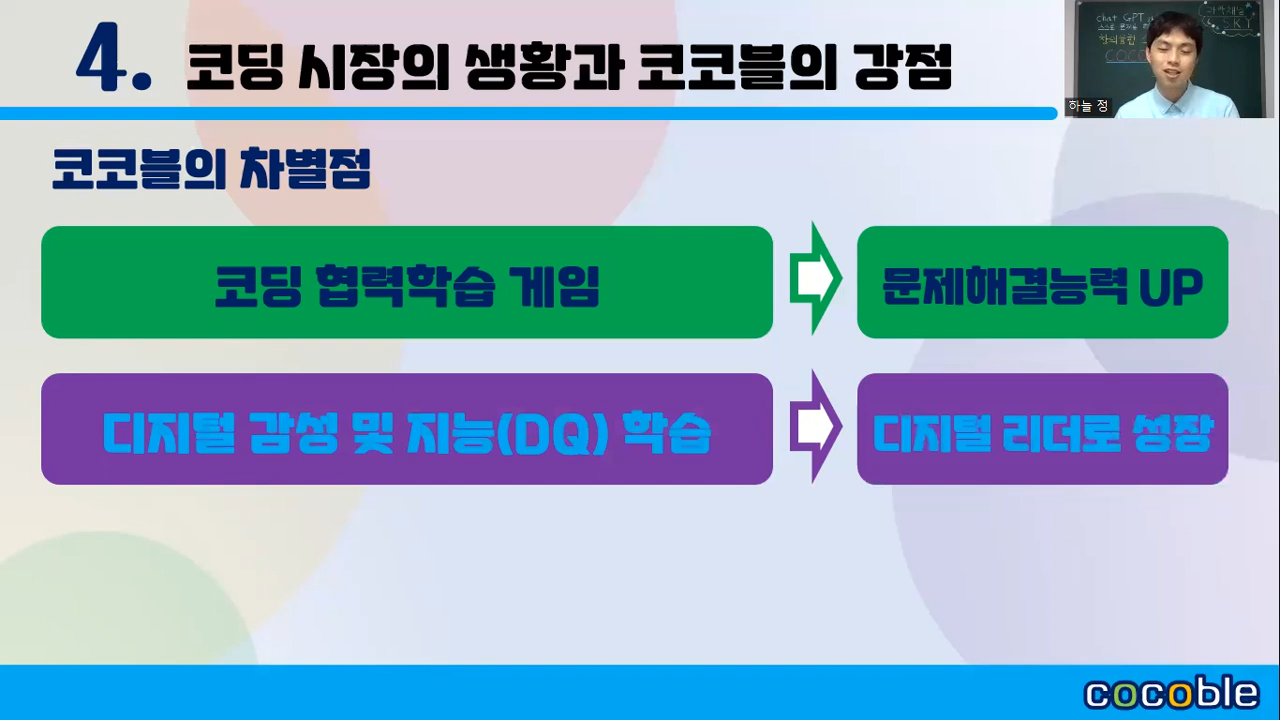 4. 코딩 시장의 생황과 코코블의 강점
chat GPT
하늘 정
코코블의 차별점
코딩 협력학습 게임
문제해결능력 UP
디지털 감성 및 지능(DQ) 학습
디지털 리더로 성장
cocoble